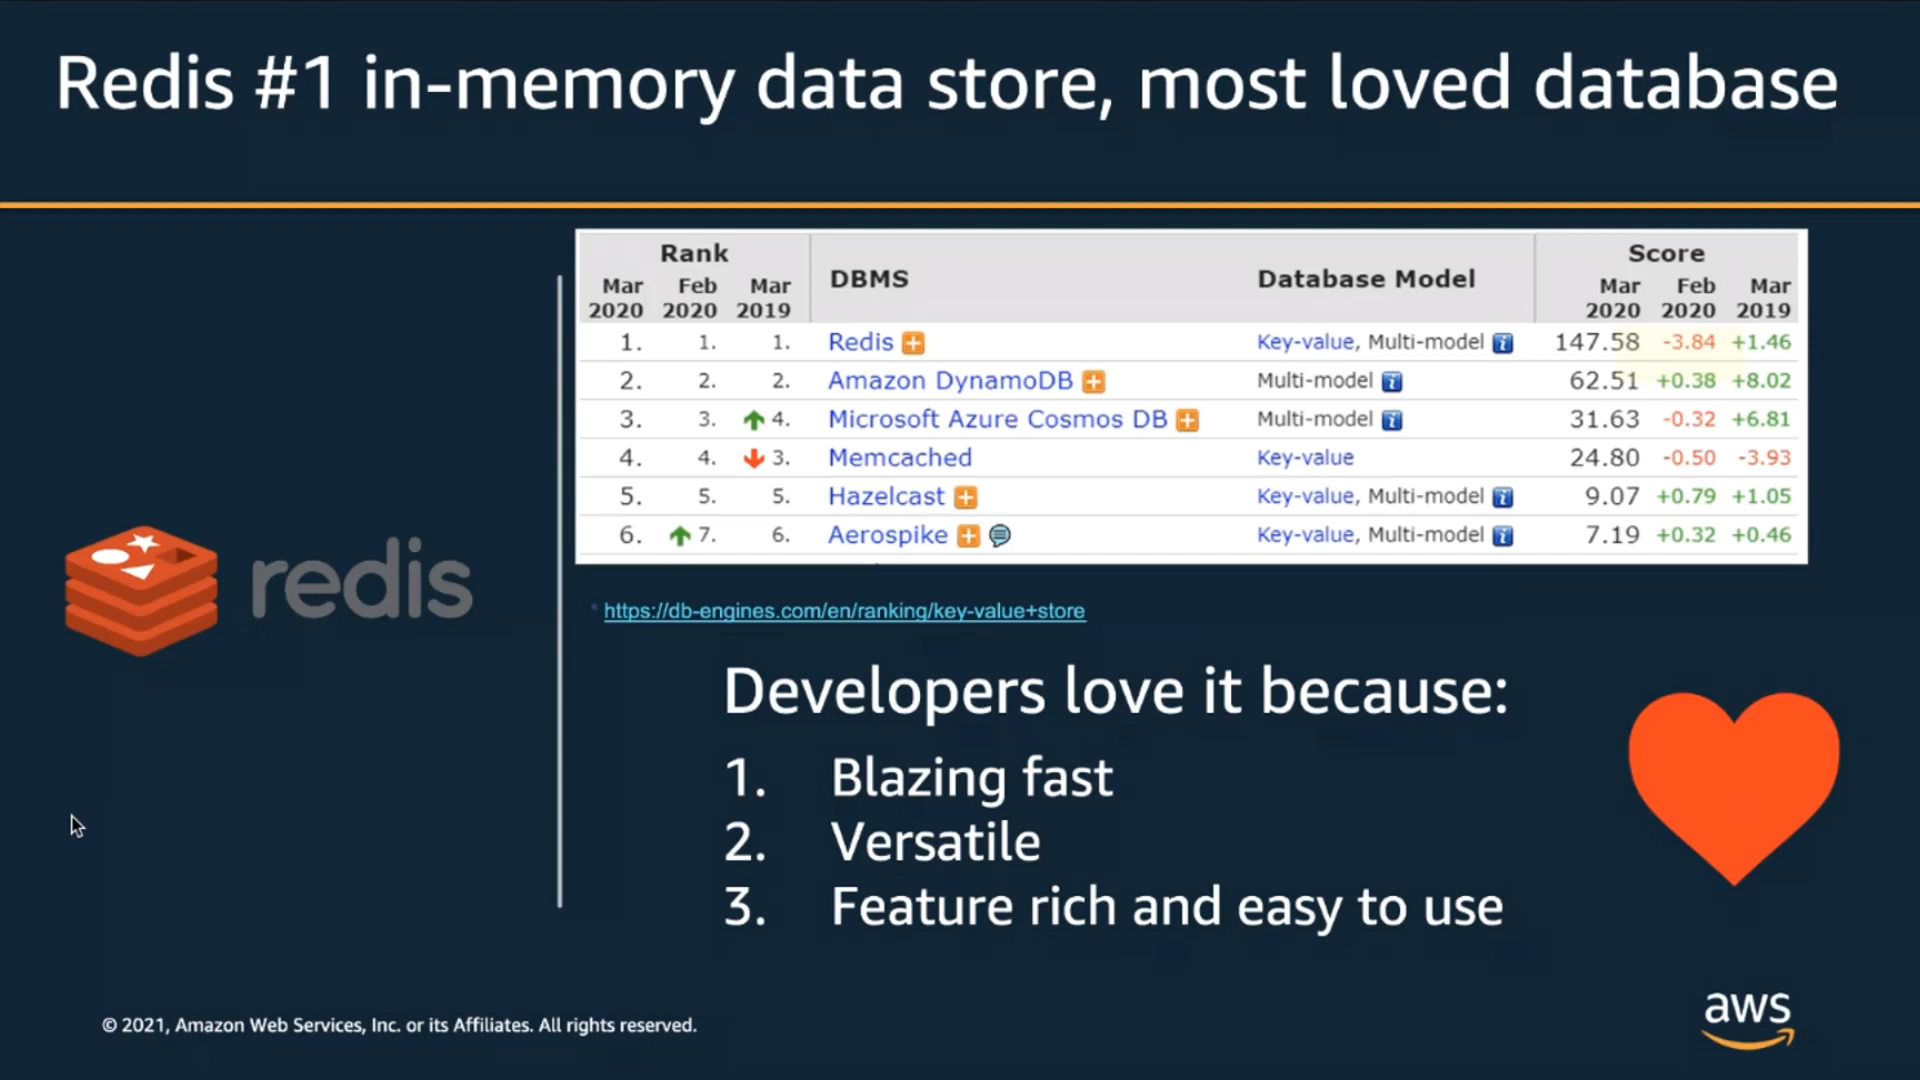 Redis #1 in-memory data store, most loved database
Rank DBMS Database Model Score
Mar 2020 Feb 2020 Mar 2019 Mar 2020 Feb 2020 Mar 2019
1. 1. 1. Redis Key-value, Multi-model 147.58 -3.84 +1.46
2. 2. 2. Amazon DynamoDB Multi-model 62.51 +0.38 +8.02
3. 3. 4. Microsoft Azure Cosmos DB Multi-model 31.63 -0.32 +6.81
4. 4. 3. Memcached Key-value 24.80 -0.50 -3.93
5. 5. 5. Hazelcast Key-value, Multi-model 9.07 +0.79 +1.05
6. 7. 6. Aerospike Key-value, Multi-model 7.19 +0.32 +0.46
redis
* https://db-engines.com/en/ranking/key-value+store
Developers love it because:
1. Blazing fast
2. Versatile
3. Feature rich and easy to use
© 2021, Amazon Web Services, Inc. or its Affiliates. All rights reserved.
aws